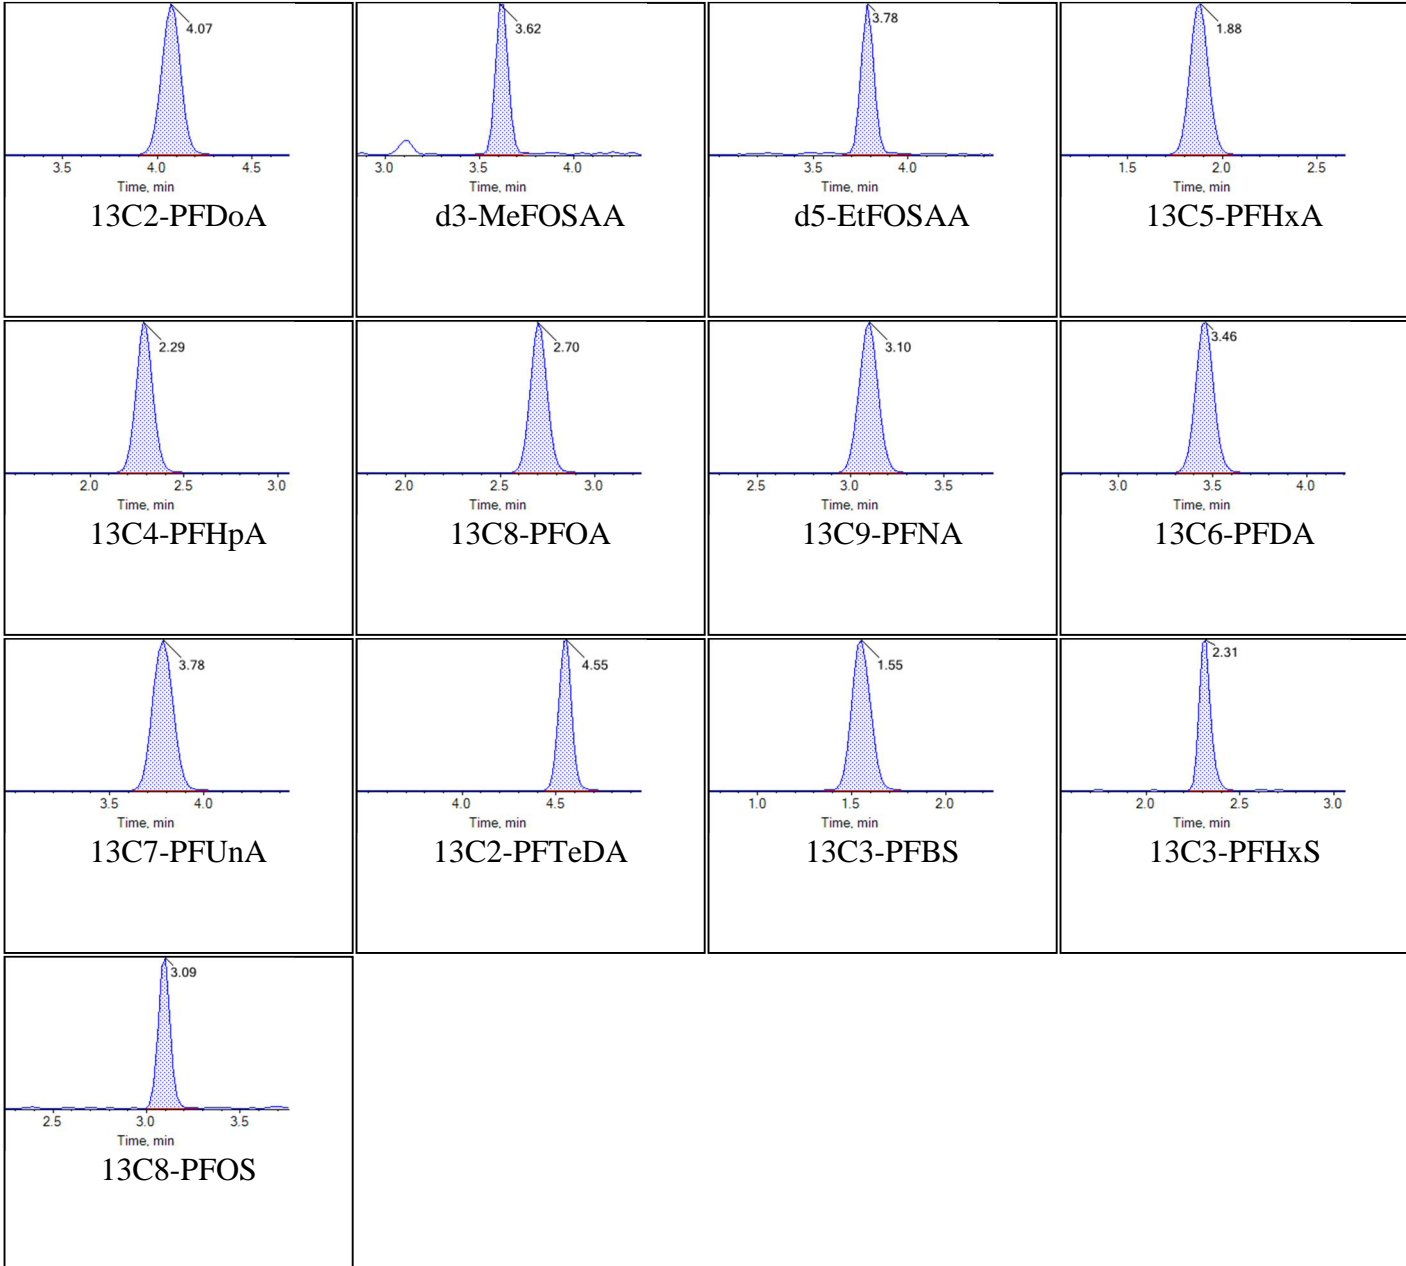 4.07
3.5 4.0 4.5
Time, min
13C2-PFDoA
3.62
3.0 3.5 4.0
Time, min
d3-MeFOSAA
3.78
3.5 4.0
Time, min
d5-EtFOSAA
1.88
1.5 2.0 2.5
Time, min
13C5-PFHxA
2.29
2.0 2.5 3.0
Time, min
13C4-PFHpA
2.70
2.0 2.5 3.0
Time, min
13C8-PFOA
3.10
2.5 3.0 3.5
Time, min
13C9-PFNA
3.46
3.0 3.5 4.0
Time, min
13C6-PFDA
3.78
3.5 4.0
Time, min
13C7-PFUnA
4.55
4.0 4.5
Time, min
13C2-PFTeDA
1.55
1.0 1.5 2.0
Time, min
13C3-PFBS
2.31
2.0 2.5 3.0
Time, min
13C3-PFHxS
3.09
2.5 3.0 3.5
Time, min
13C8-PFOS